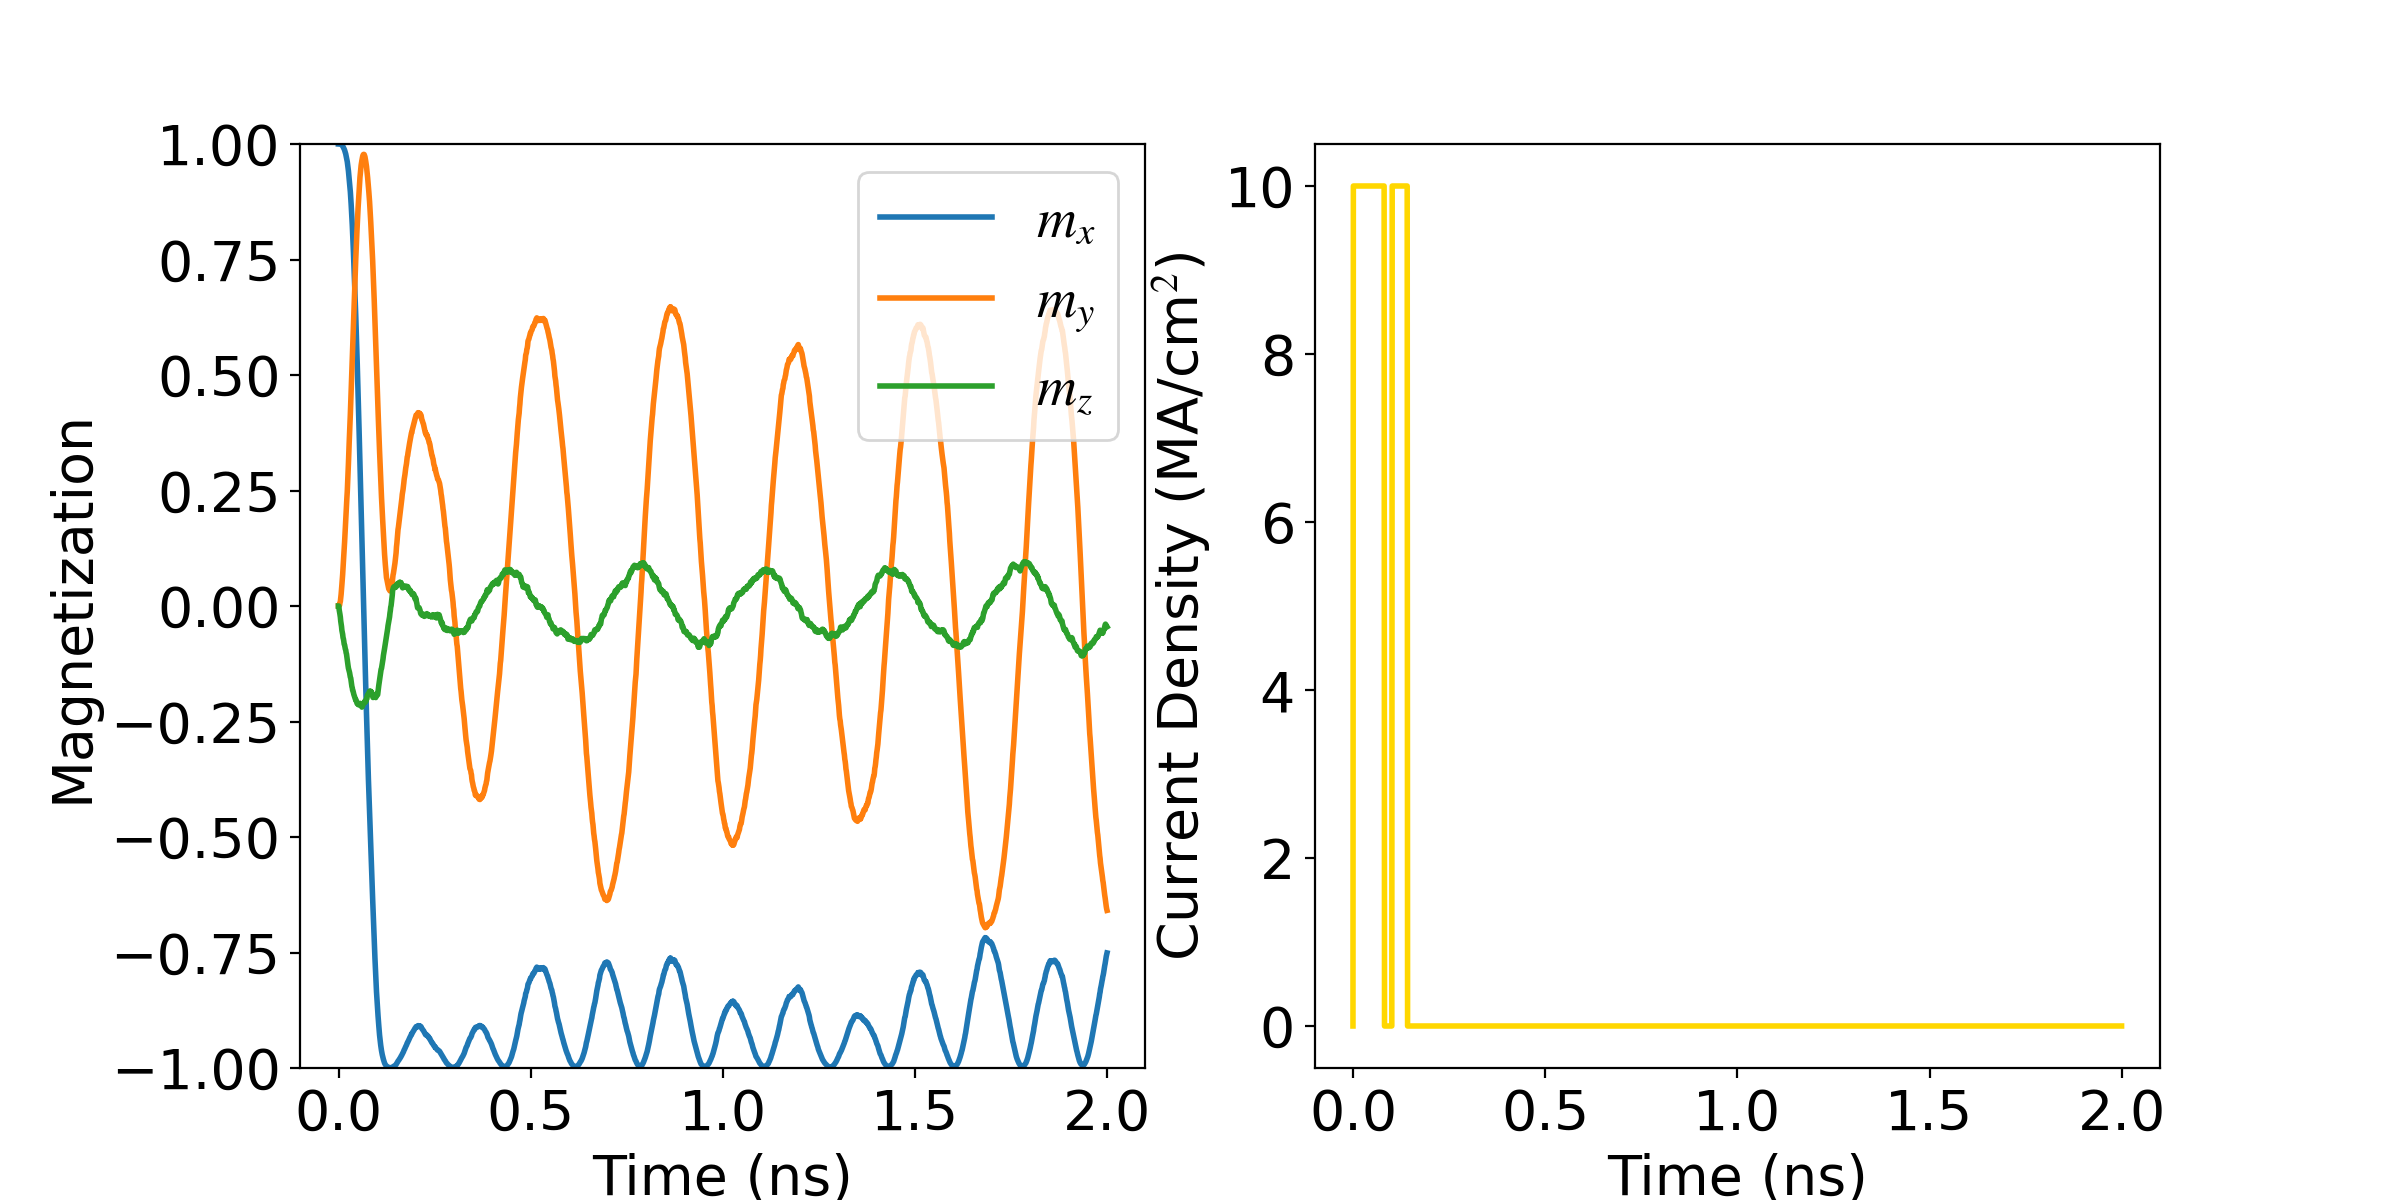 Magnetization
1.00
0.75
0.50
0.25
0.00
−0.25
−0.50
−0.75
−1.00
0.0 0.5 1.0 1.5 2.0
Time (ns)
m_x
m_y
m_z
Current Density (MA/cm²)
10
8
6
4
2
0
0.0 0.5 1.0 1.5 2.0
Time (ns)